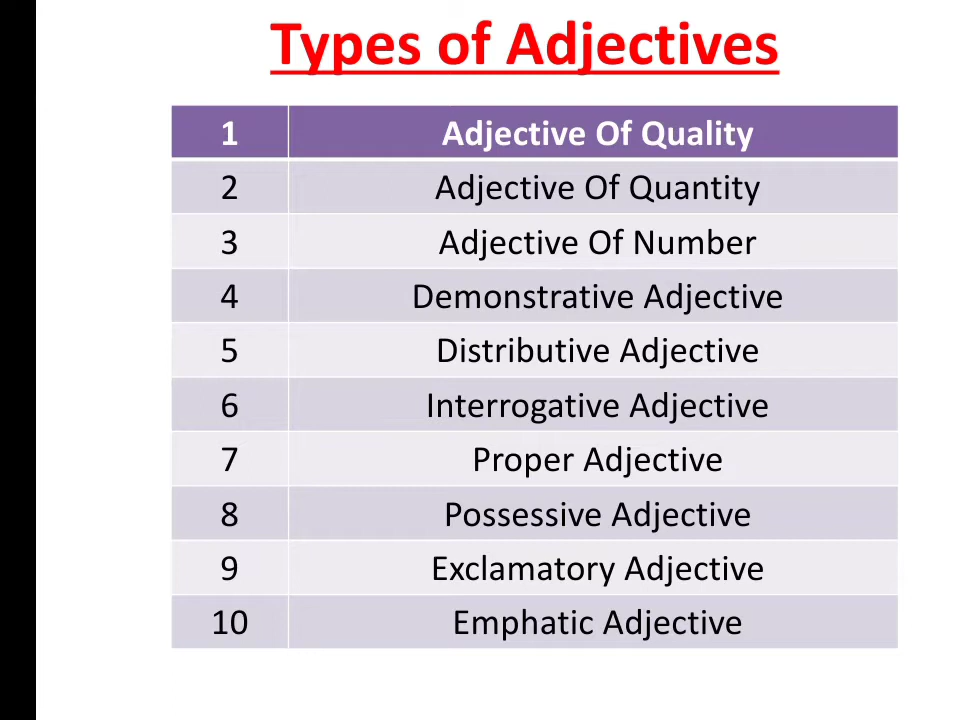 Types of Adjectives
1 Adjective Of Quality
2 Adjective Of Quantity
3 Adjective Of Number
4 Demonstrative Adjective
5 Distributive Adjective
6 Interrogative Adjective
7 Proper Adjective
8 Possessive Adjective
9 Exclamatory Adjective
10 Emphatic Adjective